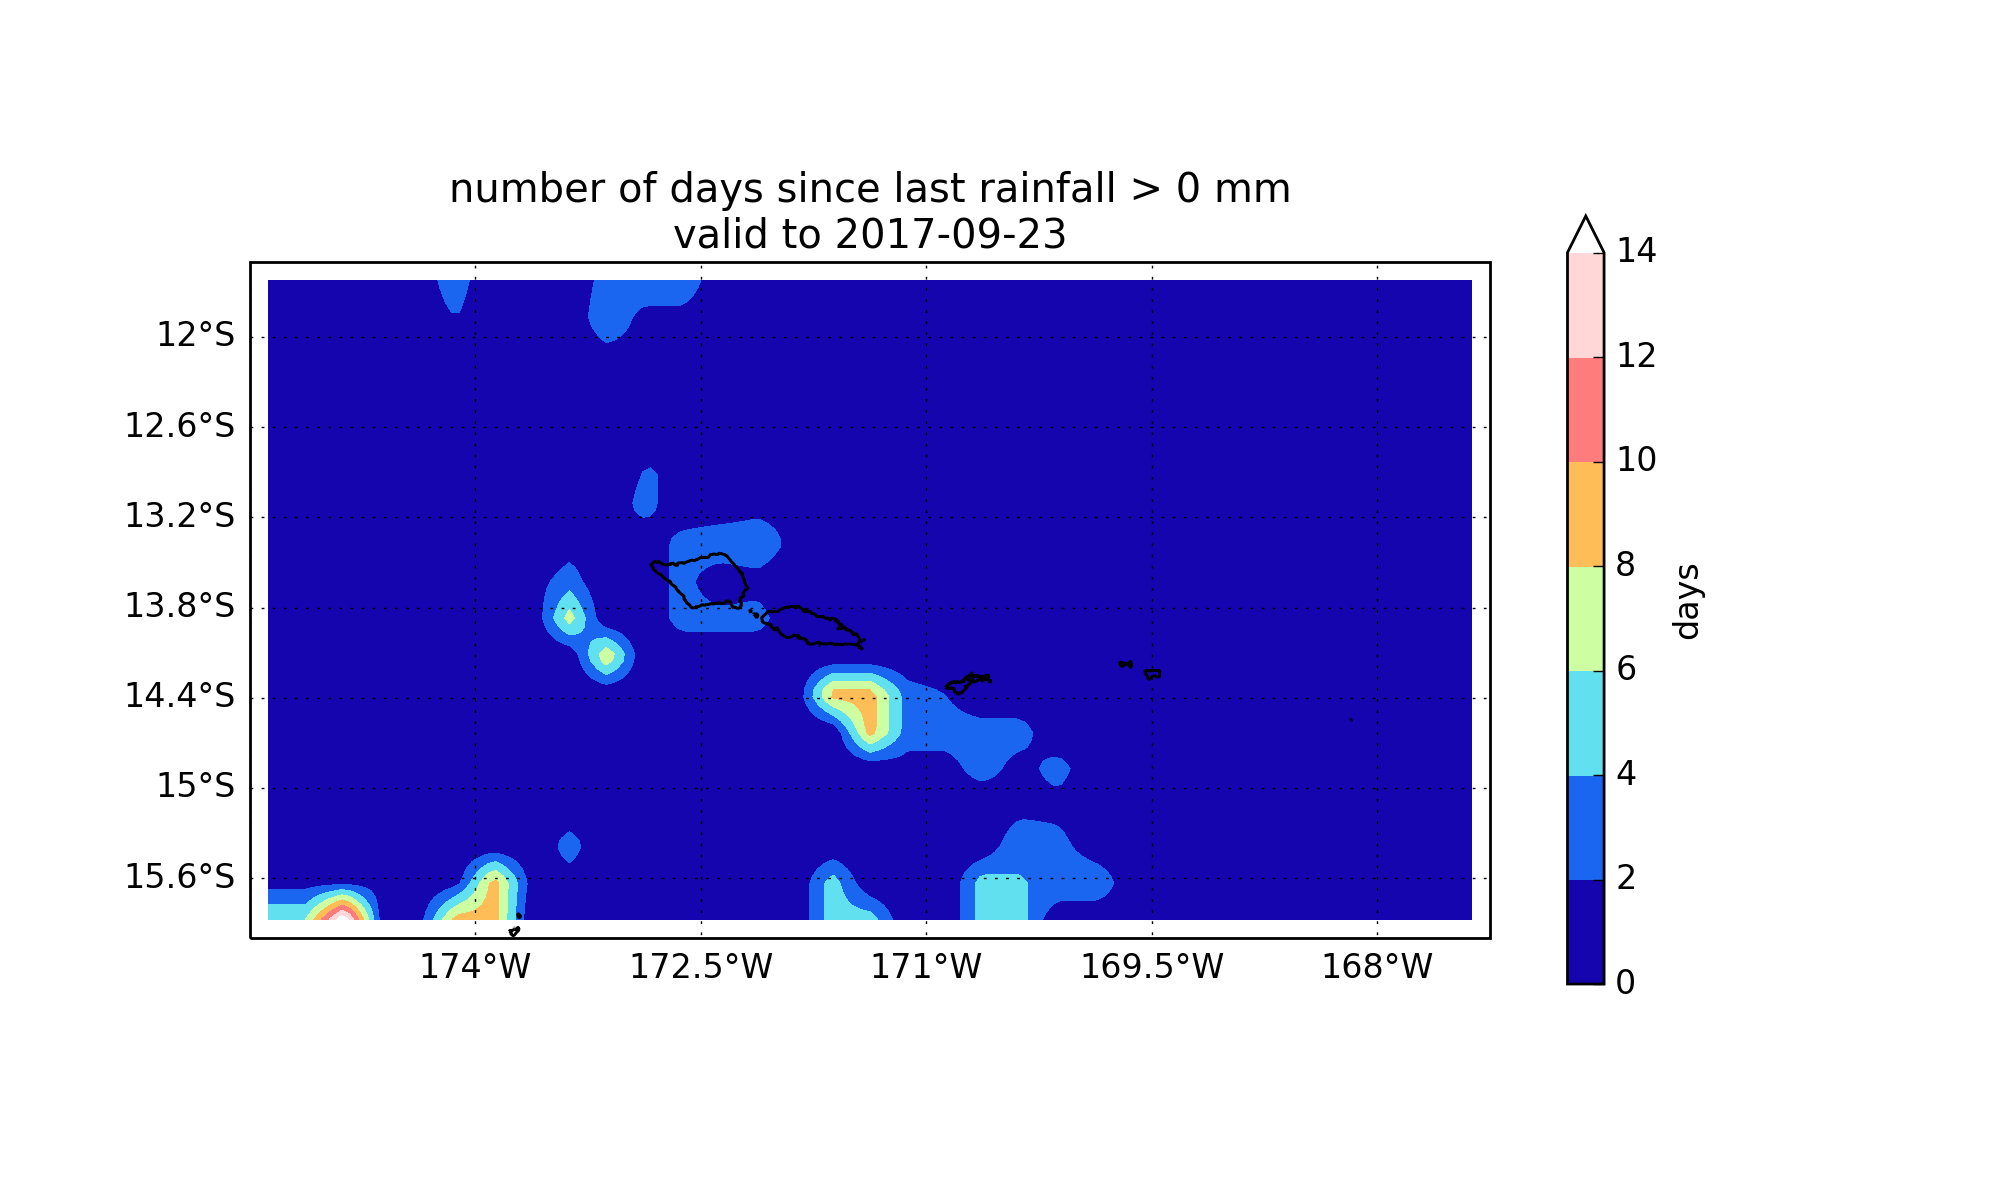 number of days since last rainfall > 0 mm
valid to 2017-09-23
12°S
12.6°S
13.2°S
13.8°S
14.4°S
15°S
15.6°S
174°W
172.5°W
171°W
169.5°W
168°W
14
12
10
8
6
4
2
0
days